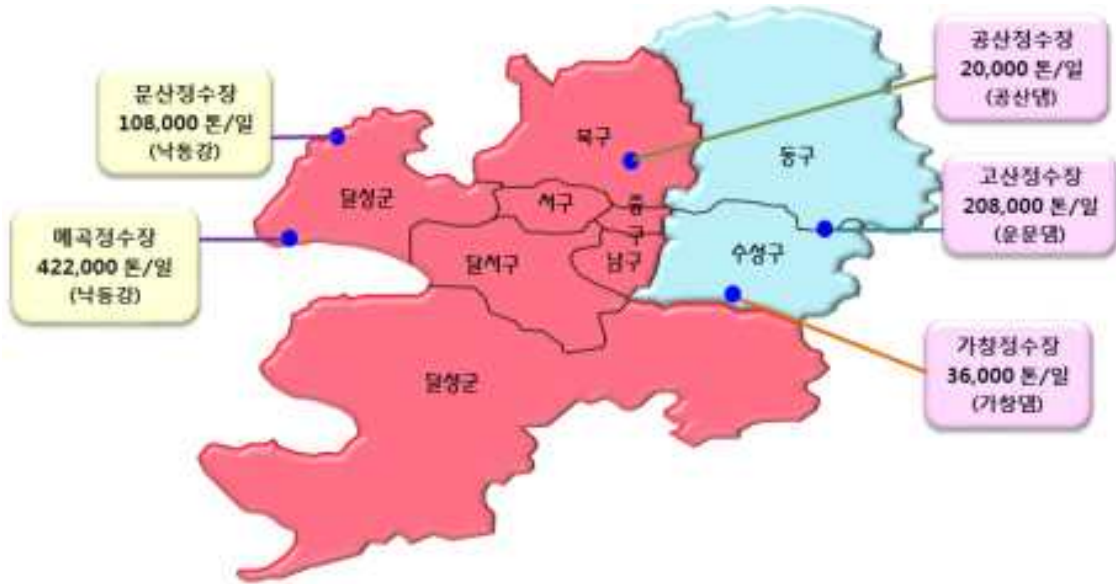 공산정수장
20,000 톤/일
(공산댐)
문산정수장
108,000 톤/일
(낙동강)
북구
동구
고산정수장
208,000 톤/일
(운문댐)
달성군
서구
중구
매곡정수장
422,000 톤/일
(낙동강)
달서구
남구
수성구
가창정수장
36,000 톤/일
(가창댐)
달성군